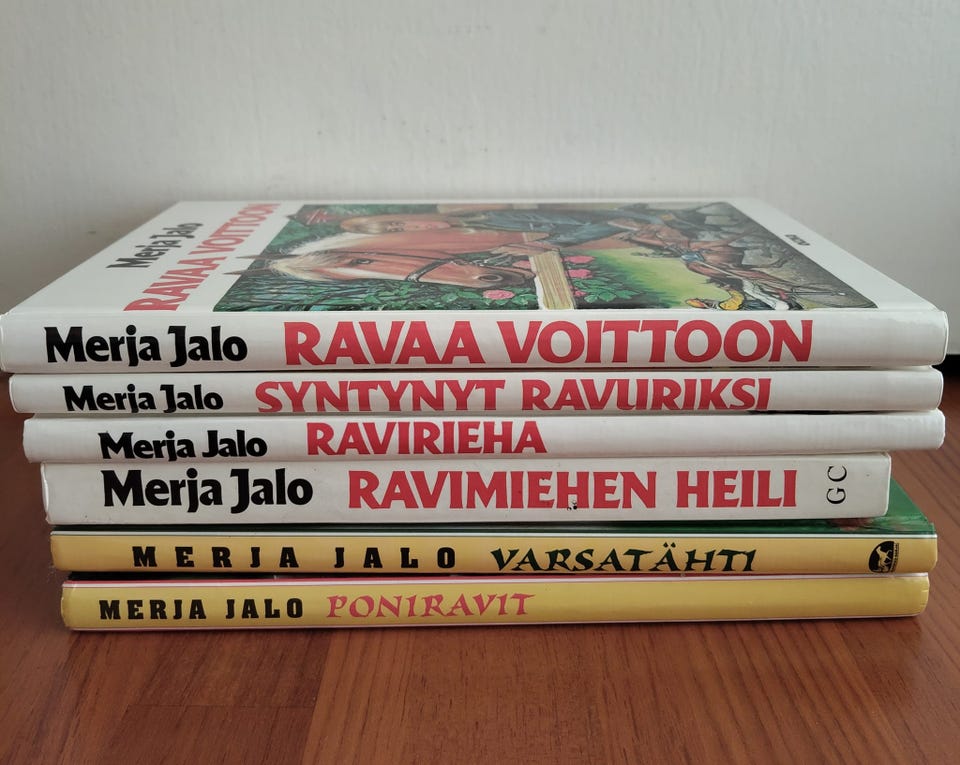 Merja Jalo
RAVAA VOITTOON
Merja Jalo RAVAA VOITTOON
Merja Jalo SYNTYNYT RAVURIKSI
Merja Jalo RAVIRIEHA
Merja Jalo RAVIMIEHEN HEILI GC
MERJA JALO VARSATÄHTI
MERJA JALO PONIRAVIT